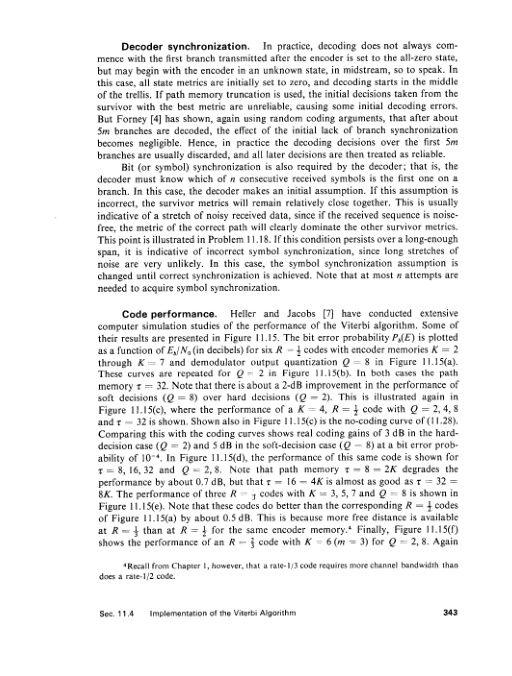 Decoder synchronization. In practice, decoding does not always com-
mence with the first branch transmitted after the encoder is set to the all-zero state,
but may begin with the encoder in an unknown state, in midstream, so to speak. In
this case, all state metrics are initially set to zero, and decoding starts in the middle
of the trellis. If path memory truncation is used, the initial decisions taken from the
survivor with the best metric are unreliable, causing some initial decoding errors.
But Forney [4] has shown, again using random coding arguments, that after about
5m branches are decoded, the effect of the initial lack of branch synchronization
becomes negligible. Hence, in practice the decoding decisions over the first 5m
branches are usually discarded, and all later decisions are then treated as reliable.
Bit (or symbol) synchronization is also required by the decoder; that is, the
decoder must know which of n consecutive received symbols is the first one on a
branch. In this case, the decoder makes an initial assumption. If this assumption is
incorrect, the survivor metrics will remain relatively close together. This is usually
indicative of a stretch of noisy received data, since if the received sequence is noise-
free, the metric of the correct path will clearly dominate the other survivor metrics.
This point is illustrated in Problem 11.18. If this condition persists over a long-enough
span, it is indicative of incorrect symbol synchronization, since long stretches of
noise are very unlikely. In this case, the symbol synchronization assumption is
changed until correct synchronization is achieved. Note that at most n attempts are
needed to acquire symbol synchronization.
Code performance. Heller and Jacobs [7] have conducted extensive
computer simulation studies of the performance of the Viterbi algorithm. Some of
their results are presented in Figure 11.15. The bit error probability P_b(E) is plotted
as a function of E_b/N_0 (in decibels) for six R = ½ codes with encoder memories K = 2
through K = 7 and demodulator output quantization Q = 8 in Figure 11.15(a).
These curves are repeated for Q = 2 in Figure 11.15(b). In both cases the path
memory τ = 32. Note that there is about a 2-dB improvement in the performance of
soft decisions (Q = 8) over hard decisions (Q = 2). This is illustrated again in
Figure 11.15(c), where the performance of a K = 4, R = ½ code with Q = 2, 4, 8
and τ = 32 is shown. Shown also in Figure 11.15(c) is the no-coding curve of (11.28).
Comparing this with the coding curves shows real coding gains of 3 dB in the hard-
decision case (Q = 2) and 5 dB in the soft-decision case (Q = 8) at a bit error prob-
ability of 10⁻⁴. In Figure 11.15(d), the performance of this same code is shown for
τ = 8, 16, 32 and Q = 2, 8. Note that path memory τ = 8 = 2K degrades the
performance by about 0.7 dB, but that τ = 16 = 4K is almost as good as τ = 32 =
8K. The performance of three R = ⅓ codes with K = 3, 5, 7 and Q = 8 is shown in
Figure 11.15(e). Note that these codes do better than the corresponding R = ½ codes
of Figure 11.15(a) by about 0.5 dB. This is because more free distance is available
at R = ⅓ than at R = ½ for the same encoder memory.⁴ Finally, Figure 11.15(f)
shows the performance of an R = ⅔ code with K = 6 (m = 3) for Q = 2, 8. Again
⁴Recall from Chapter 1, however, that a rate-1/3 code requires more channel bandwidth than
does a rate-1/2 code.
Sec. 11.4 Implementation of the Viterbi Algorithm 343